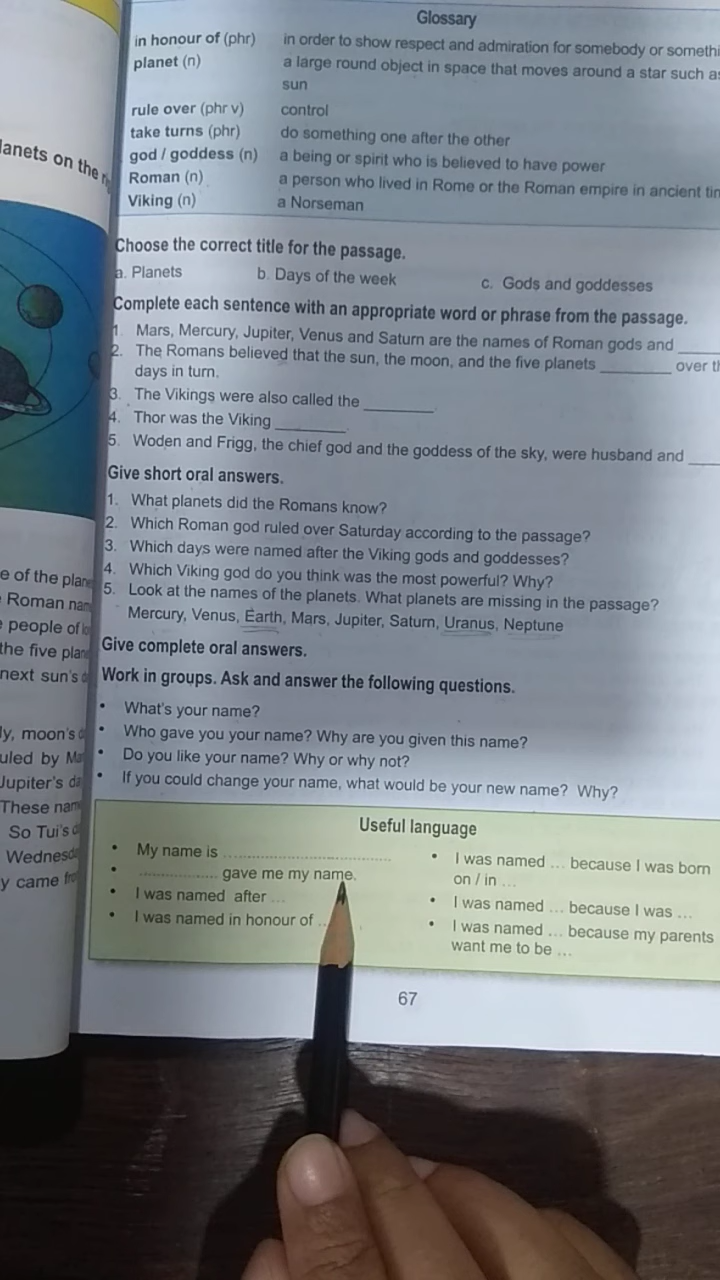 Glossary
in honour of (phr) in order to show respect and admiration for somebody or somethi
planet (n) a large round object in space that moves around a star such as
sun
rule over (phr v) control
take turns (phr) do something one after the other
god / goddess (n) a being or spirit who is believed to have power
Roman (n) a person who lived in Rome or the Roman empire in ancient tim
Viking (n) a Norseman
lanets on the
Choose the correct title for the passage.
a. Planets b. Days of the week c. Gods and goddesses
Complete each sentence with an appropriate word or phrase from the passage.
1. Mars, Mercury, Jupiter, Venus and Saturn are the names of Roman gods and ____
2. The Romans believed that the sun, the moon, and the five planets ________ over th
days in turn.
3. The Vikings were also called the ________.
4. Thor was the Viking ________.
5. Woden and Frigg, the chief god and the goddess of the sky, were husband and ____
Give short oral answers.
1. What planets did the Romans know?
2. Which Roman god ruled over Saturday according to the passage?
3. Which days were named after the Viking gods and goddesses?
4. Which Viking god do you think was the most powerful? Why?
5. Look at the names of the planets. What planets are missing in the passage?
Mercury, Venus, Earth, Mars, Jupiter, Saturn, Uranus, Neptune
Give complete oral answers.
Work in groups. Ask and answer the following questions.
• What's your name?
• Who gave you your name? Why are you given this name?
• Do you like your name? Why or why not?
• If you could change your name, what would be your new name? Why?
e of the plane
Roman nam
people of
the five plan
next sun's
ly, moon's
uled by Ma
Jupiter's da
These name
So Tui's
Wednesda
y came fro
Useful language
• My name is ..............................
• .............. gave me my name.
• I was named after ...
• I was named in honour of ...
• I was named ... because I was born
on / in ...
• I was named ... because I was ...
• I was named ... because my parents
want me to be ...
67